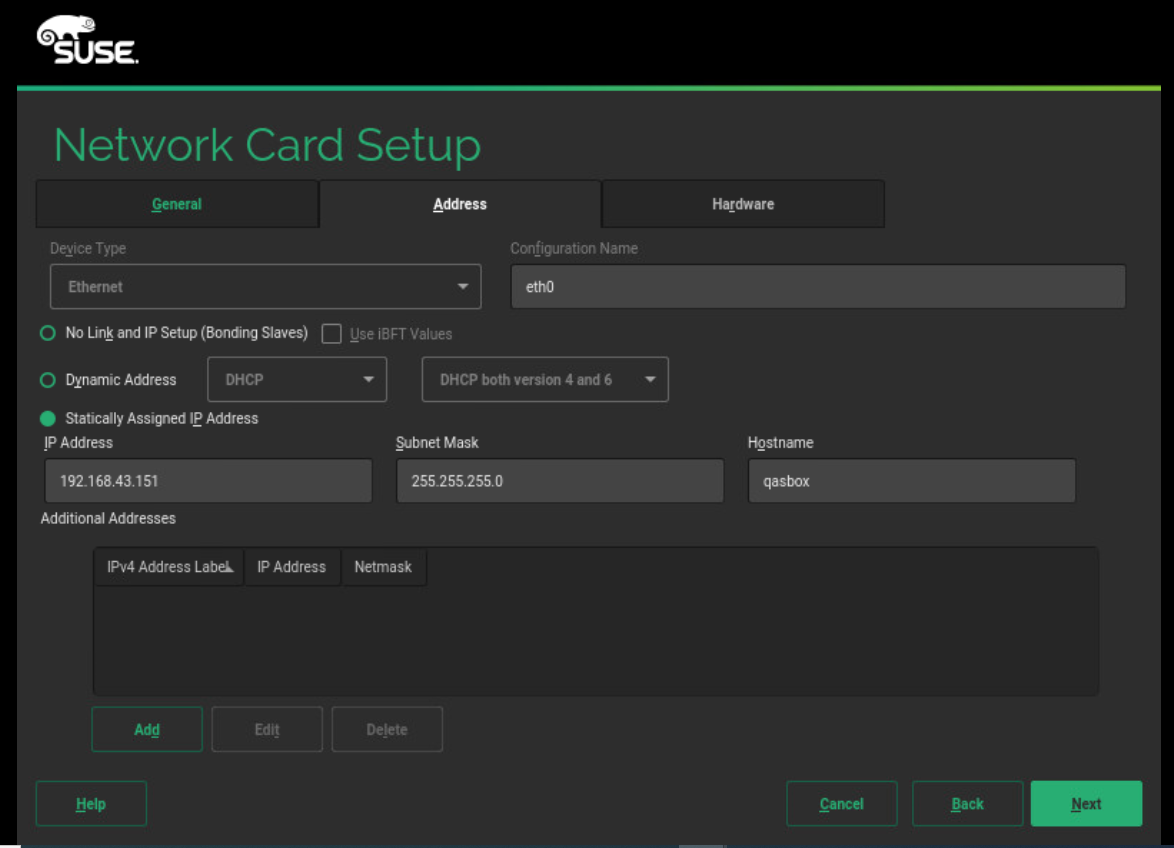 SUSE.
Network Card Setup
General Address Hardware
Device Type Configuration Name
Ethernet eth0
No Link and IP Setup (Bonding Slaves) Use iBFT Values
Dynamic Address DHCP DHCP both version 4 and 6
Statically Assigned IP Address
IP Address Subnet Mask Hostname
192.168.43.151 255.255.255.0 qasbox
Additional Addresses
IPv4 Address Label IP Address Netmask
Add Edit Delete
Help Cancel Back Next